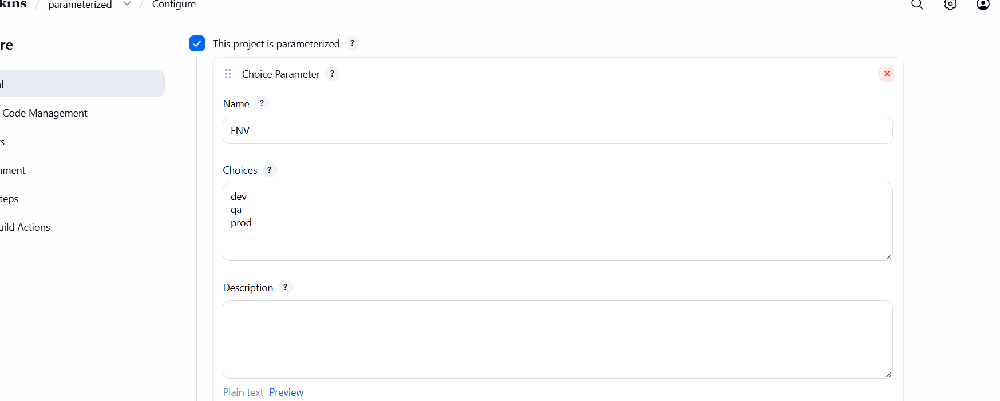 kins / parameterized / Configure
re
This project is parameterized ?
Choice Parameter ?
Code Management
Name ?
ENV
s
Choices ?
nment
dev
teps
qa
prod
uild Actions
Description ?
Plain text Preview